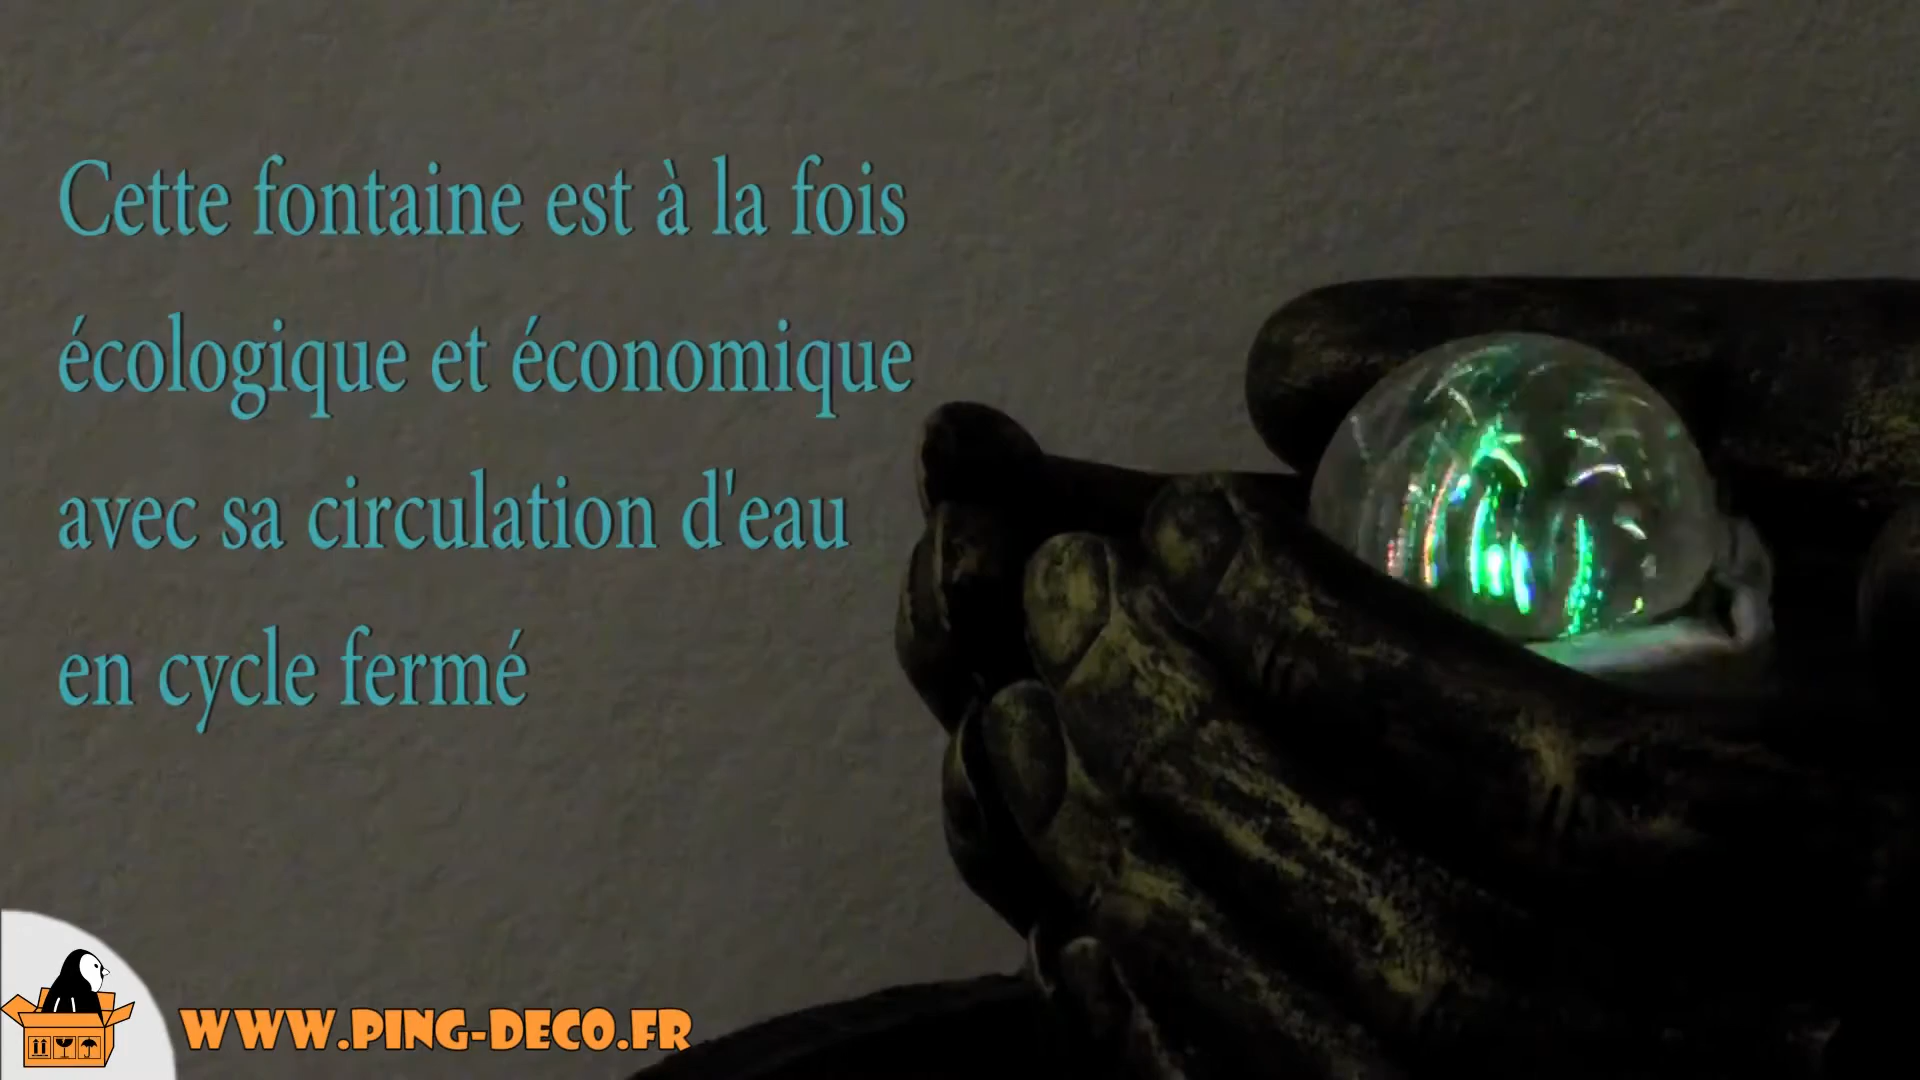 Cette fontaine est à la fois
écologique et économique
avec sa circulation d'eau
en cycle fermé
WWW.PING-DECO.FR